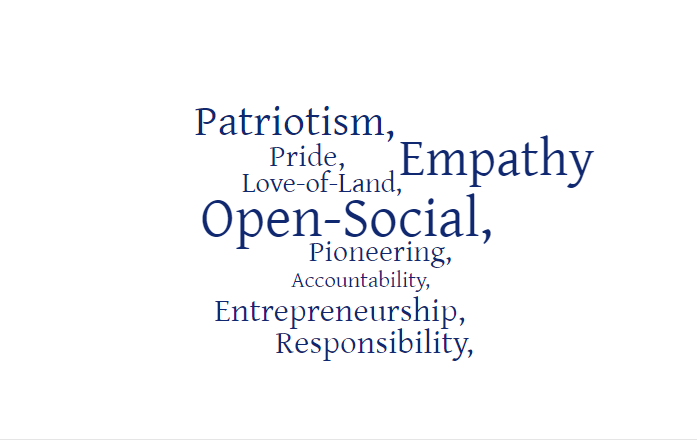 Patriotism,
Pride,
Empathy
Love-of-Land,
Open-Social,
Pioneering,
Accountability,
Entrepreneurship,
Responsibility,